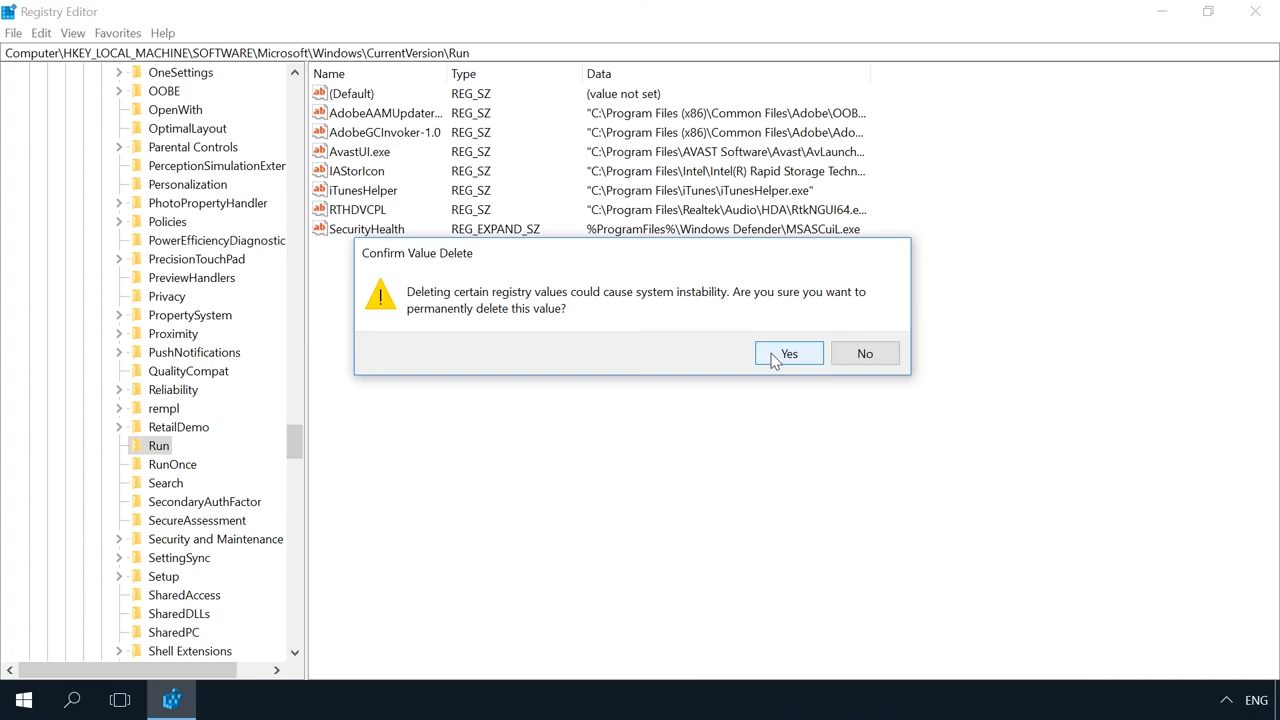 Registry Editor
File Edit View Favorites Help
Computer\HKEY_LOCAL_MACHINE\SOFTWARE\Microsoft\Windows\CurrentVersion\Run
OneSettings
OOBE
OpenWith
OptimalLayout
Parental Controls
PerceptionSimulationExter
Personalization
PhotoPropertyHandler
Policies
PowerEfficiencyDiagnostic
PrecisionTouchPad
PreviewHandlers
Privacy
PropertySystem
Proximity
PushNotifications
QualityCompat
Reliability
rempl
RetailDemo
Run
RunOnce
Search
SecondaryAuthFactor
SecureAssessment
Security and Maintenance
SettingSync
Setup
SharedAccess
SharedDLLs
SharedPC
Shell Extensions
Name Type Data
(Default) REG_SZ (value not set)
AdobeAAMUpdater... REG_SZ "C:\Program Files (x86)\Common Files\Adobe\OOB...
AdobeGCInvoker-1.0 REG_SZ "C:\Program Files (x86)\Common Files\Adobe\Ado...
AvastUI.exe REG_SZ "C:\Program Files\AVAST Software\Avast\AvLaunch...
IAStorIcon REG_SZ "C:\Program Files\Intel\Intel(R) Rapid Storage Techn...
iTunesHelper REG_SZ "C:\Program Files\iTunes\iTunesHelper.exe"
RTHDVCPL REG_SZ "C:\Program Files\Realtek\Audio\HDA\RtkNGUI64.e...
SecurityHealth REG_EXPAND_SZ %ProgramFiles%\Windows Defender\MSASCuiL.exe
Confirm Value Delete
Deleting certain registry values could cause system instability. Are you sure you want to
permanently delete this value?
Yes No
ENG